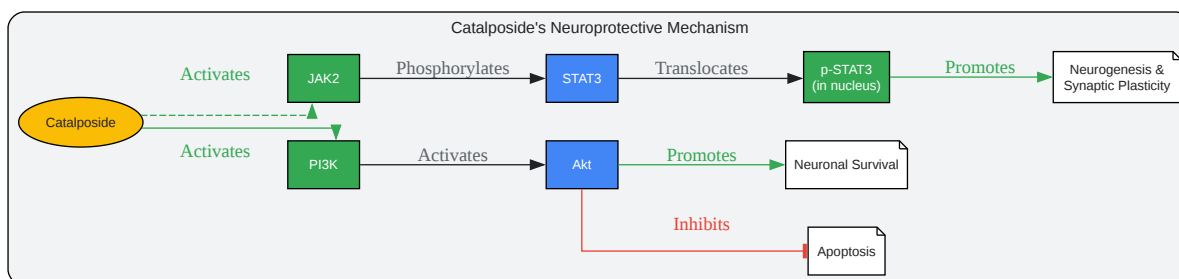 Catalposide's Neuroprotective Mechanism
Activates
JAK2
Phosphorylates
STAT3
Translocates
p-STAT3
(in nucleus)
Promotes
Neurogenesis &
Synaptic Plasticity
Catalposide
Activates
PI3K
Activates
Akt
Promotes
Neuronal Survival
Inhibits
Apoptosis